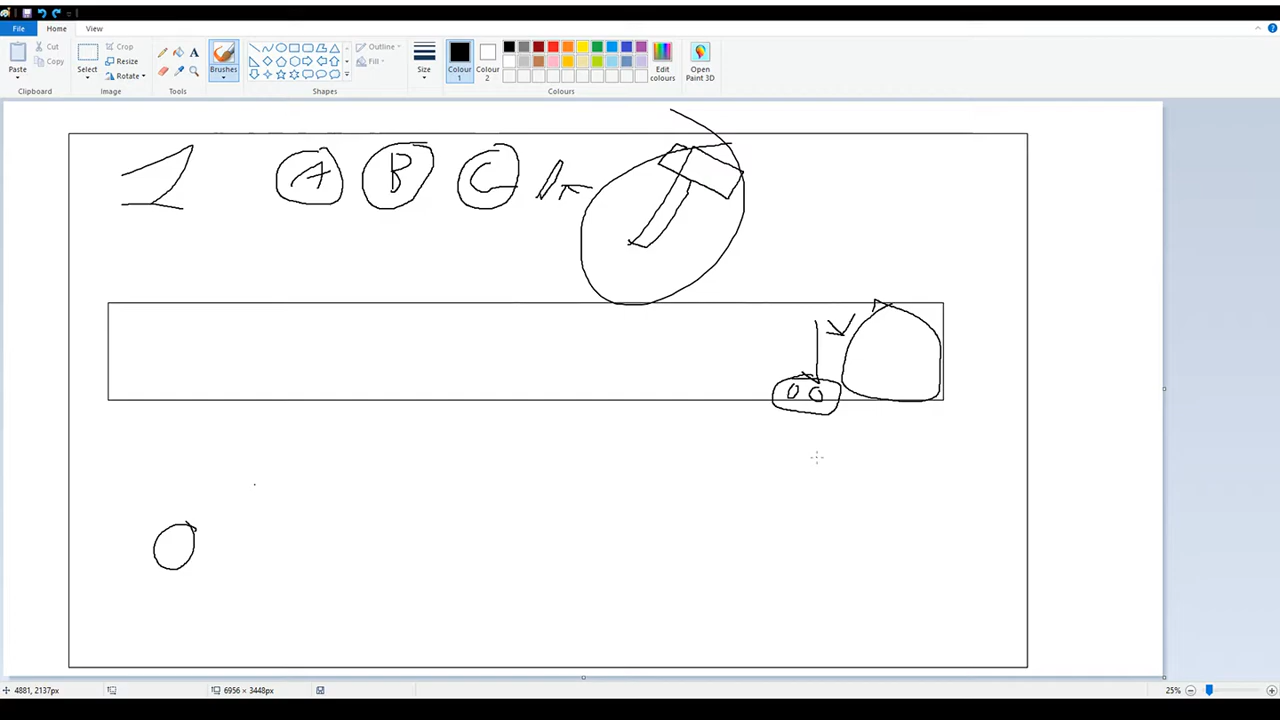 File Home View
Paste Cut Copy
Clipboard
Select Crop Resize Rotate
Image
Tools
Brushes
Outline Fill
Shapes
Size
Colour 1
Colour 2
Edit colours
Colours
Open Paint 3D
1 A B C
4881, 2137px
6956 × 3448px
25%